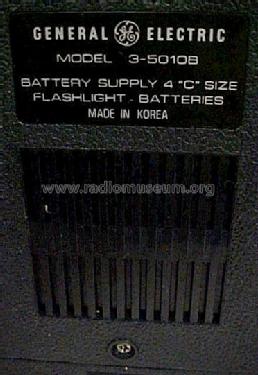 GENERAL GE ELECTRIC
MODEL 3-5010B
BATTERY SUPPLY 4 "C" SIZE
FLASHLIGHT - BATTERIES
MADE IN KOREA
www.radiomuseum.org